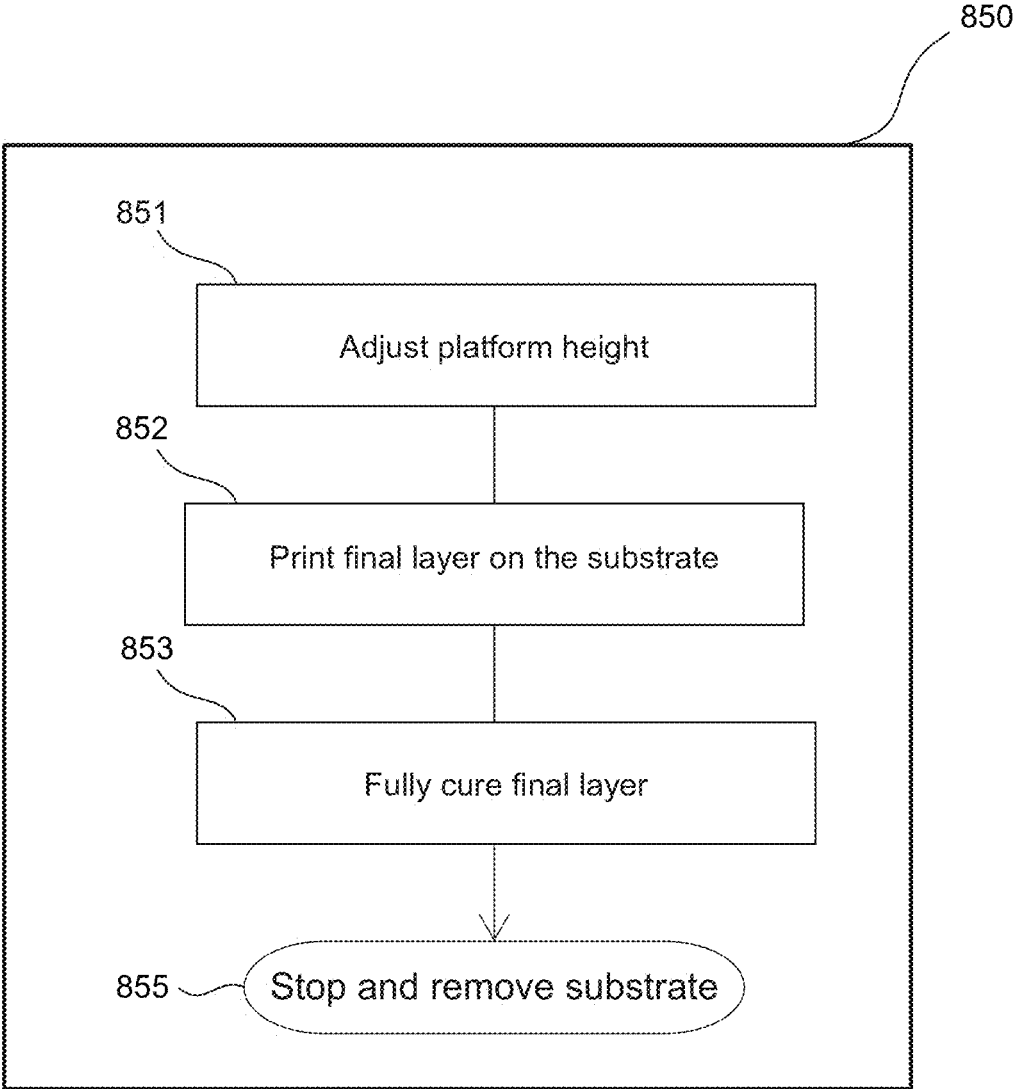 850
851
Adjust platform height
852
Print final layer on the substrate
853
Fully cure final layer
855
Stop and remove substrate